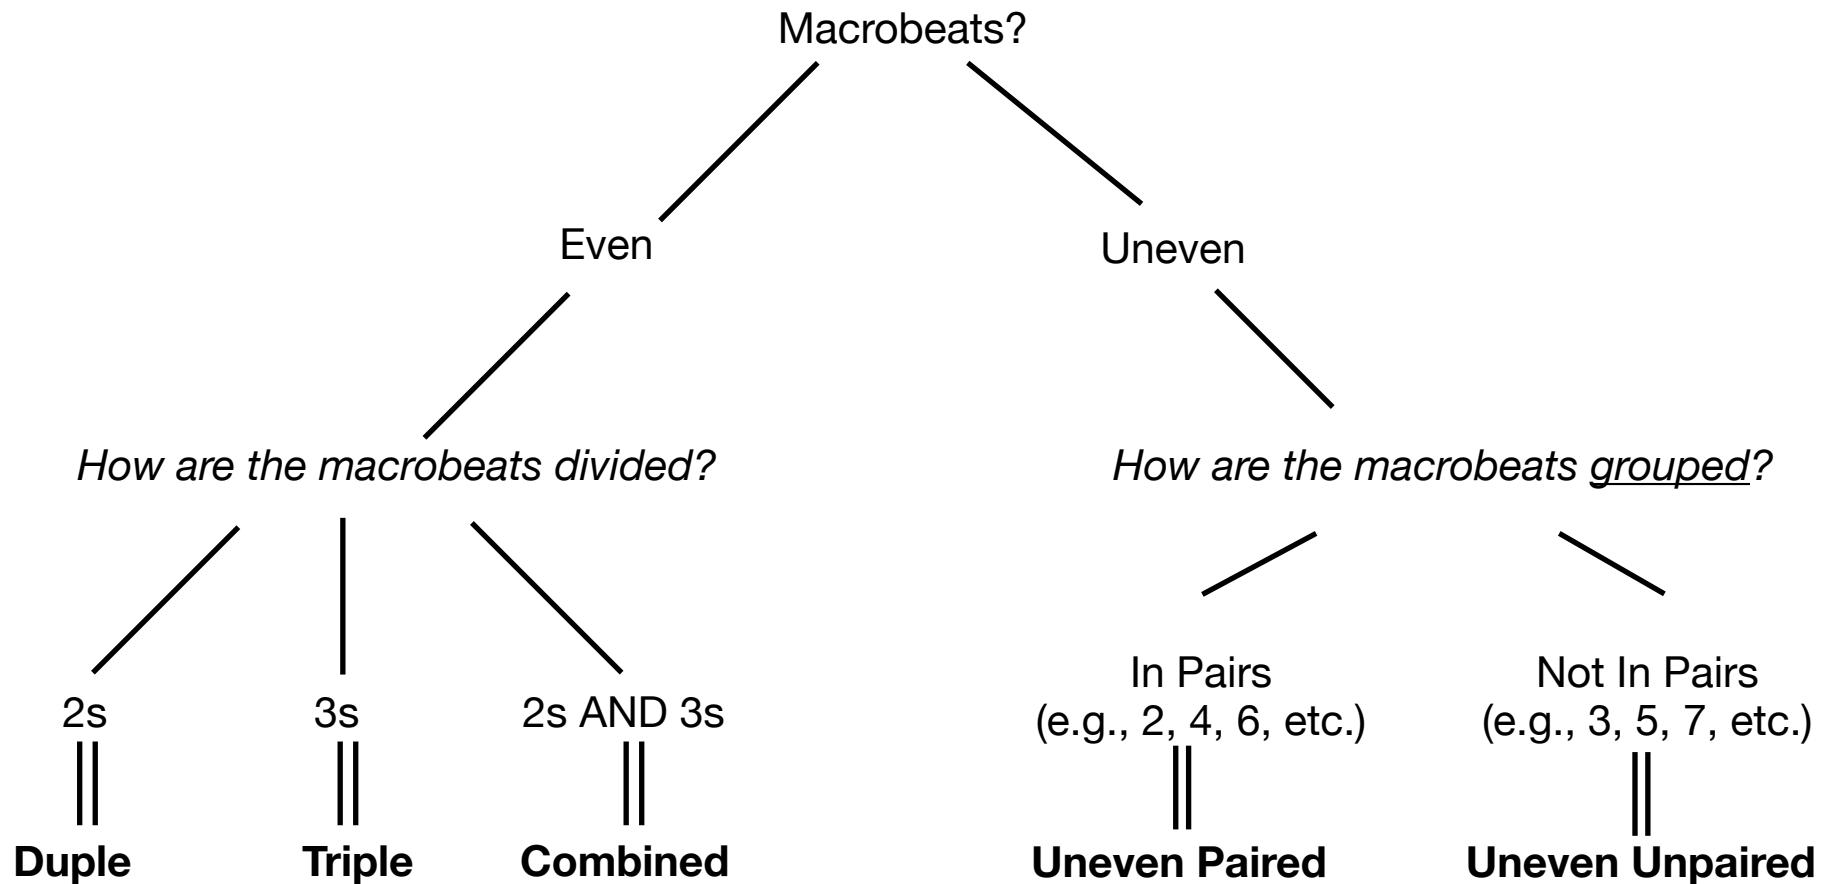 Macrobeats?
Even
Uneven
How are the macrobeats divided?
How are the macrobeats grouped?
2s
3s
2s AND 3s
In Pairs
(e.g., 2, 4, 6, etc.)
Not In Pairs
(e.g., 3, 5, 7, etc.)
Duple
Triple
Combined
Uneven Paired
Uneven Unpaired